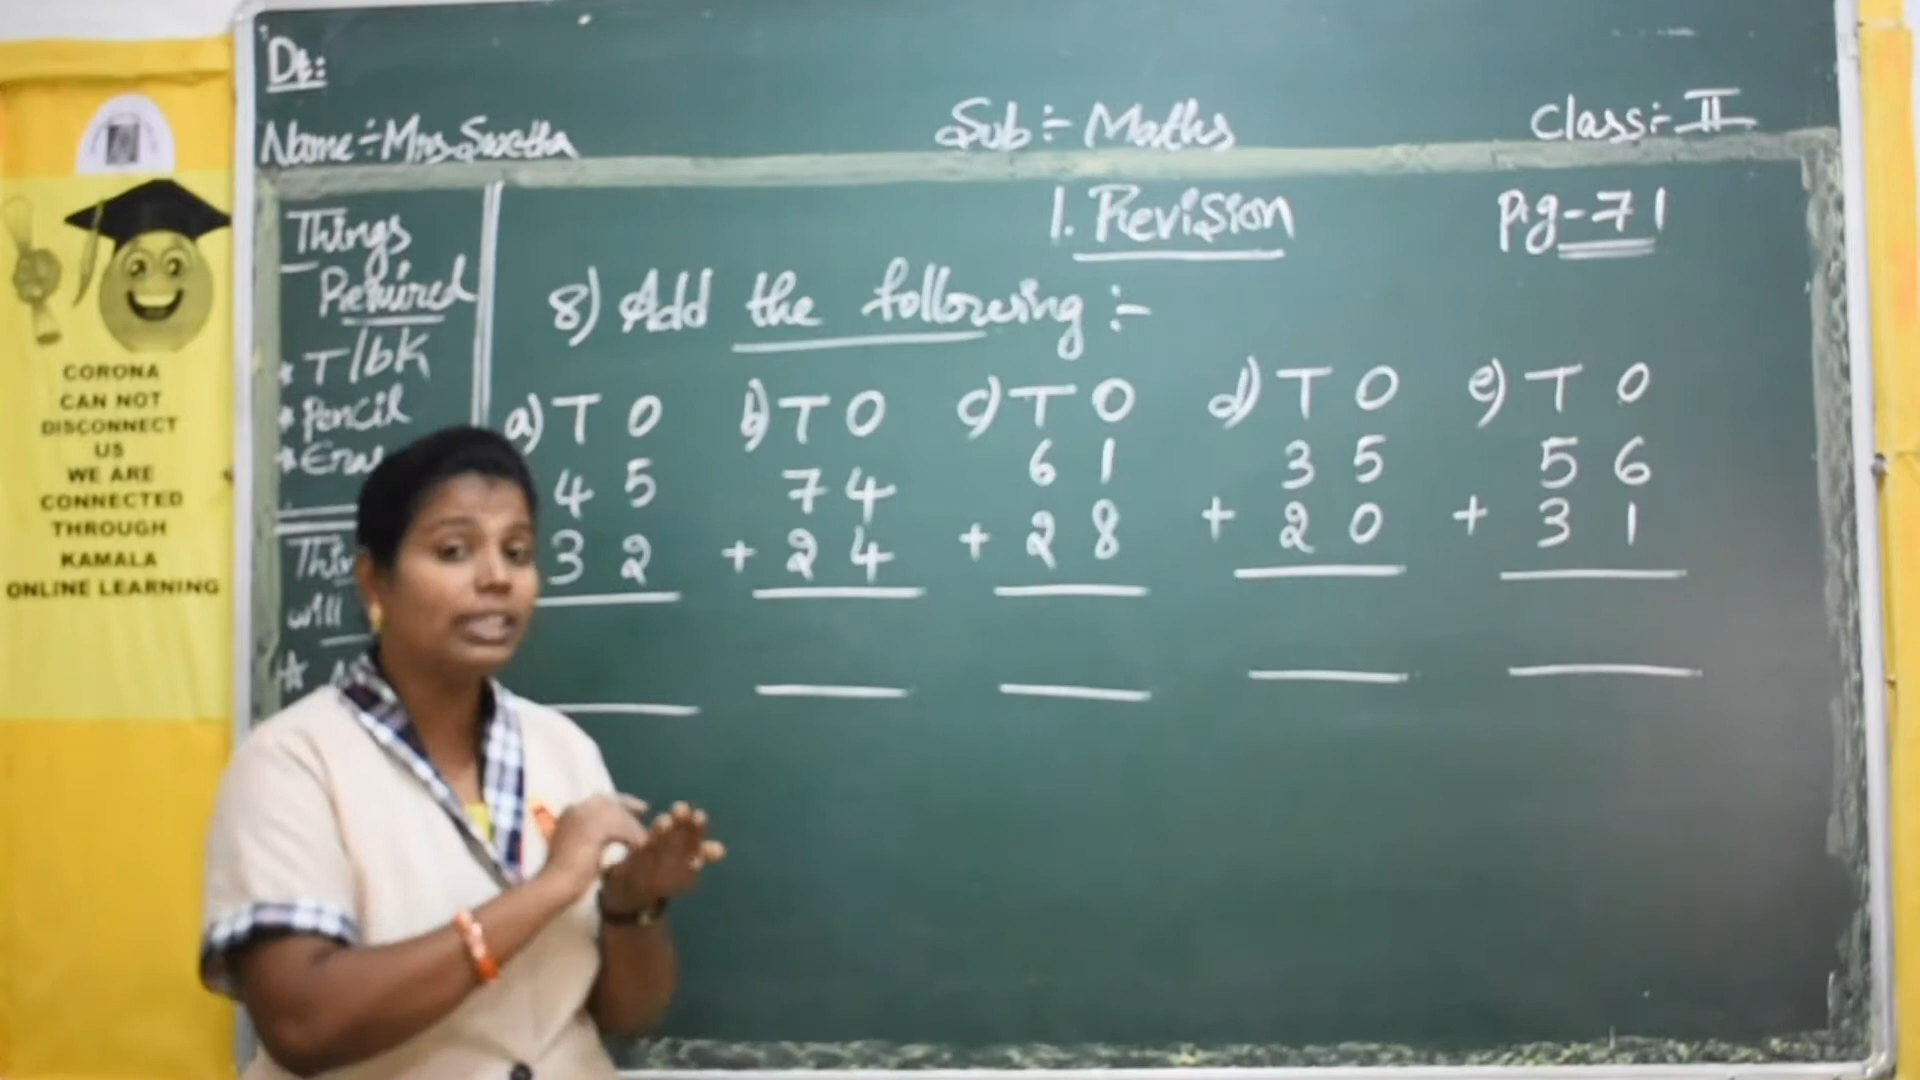 Dt:
Name:- Mrs. Swetha Sub:- Maths Class:- II
1. Revision Pg-71
Things
Required
* T/bk
* Pencil
8) Add the following :-
a) T O b) T O c) T O d) T O e) T O
4 5 7 4 6 1 3 5 5 6
3 2 + 2 4 + 2 8 + 2 0 + 3 1
will
CORONA
CAN NOT
DISCONNECT
US
WE ARE
CONNECTED
THROUGH
KAMALA
ONLINE LEARNING